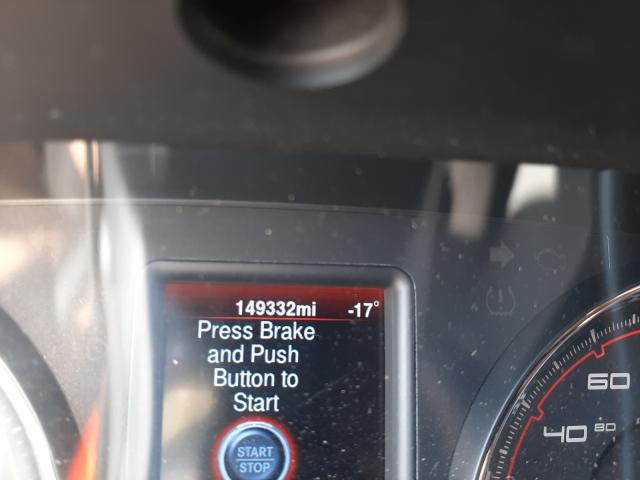 149332mi -17°
Press Brake
and Push
Button to
Start
START
STOP
60
40 80